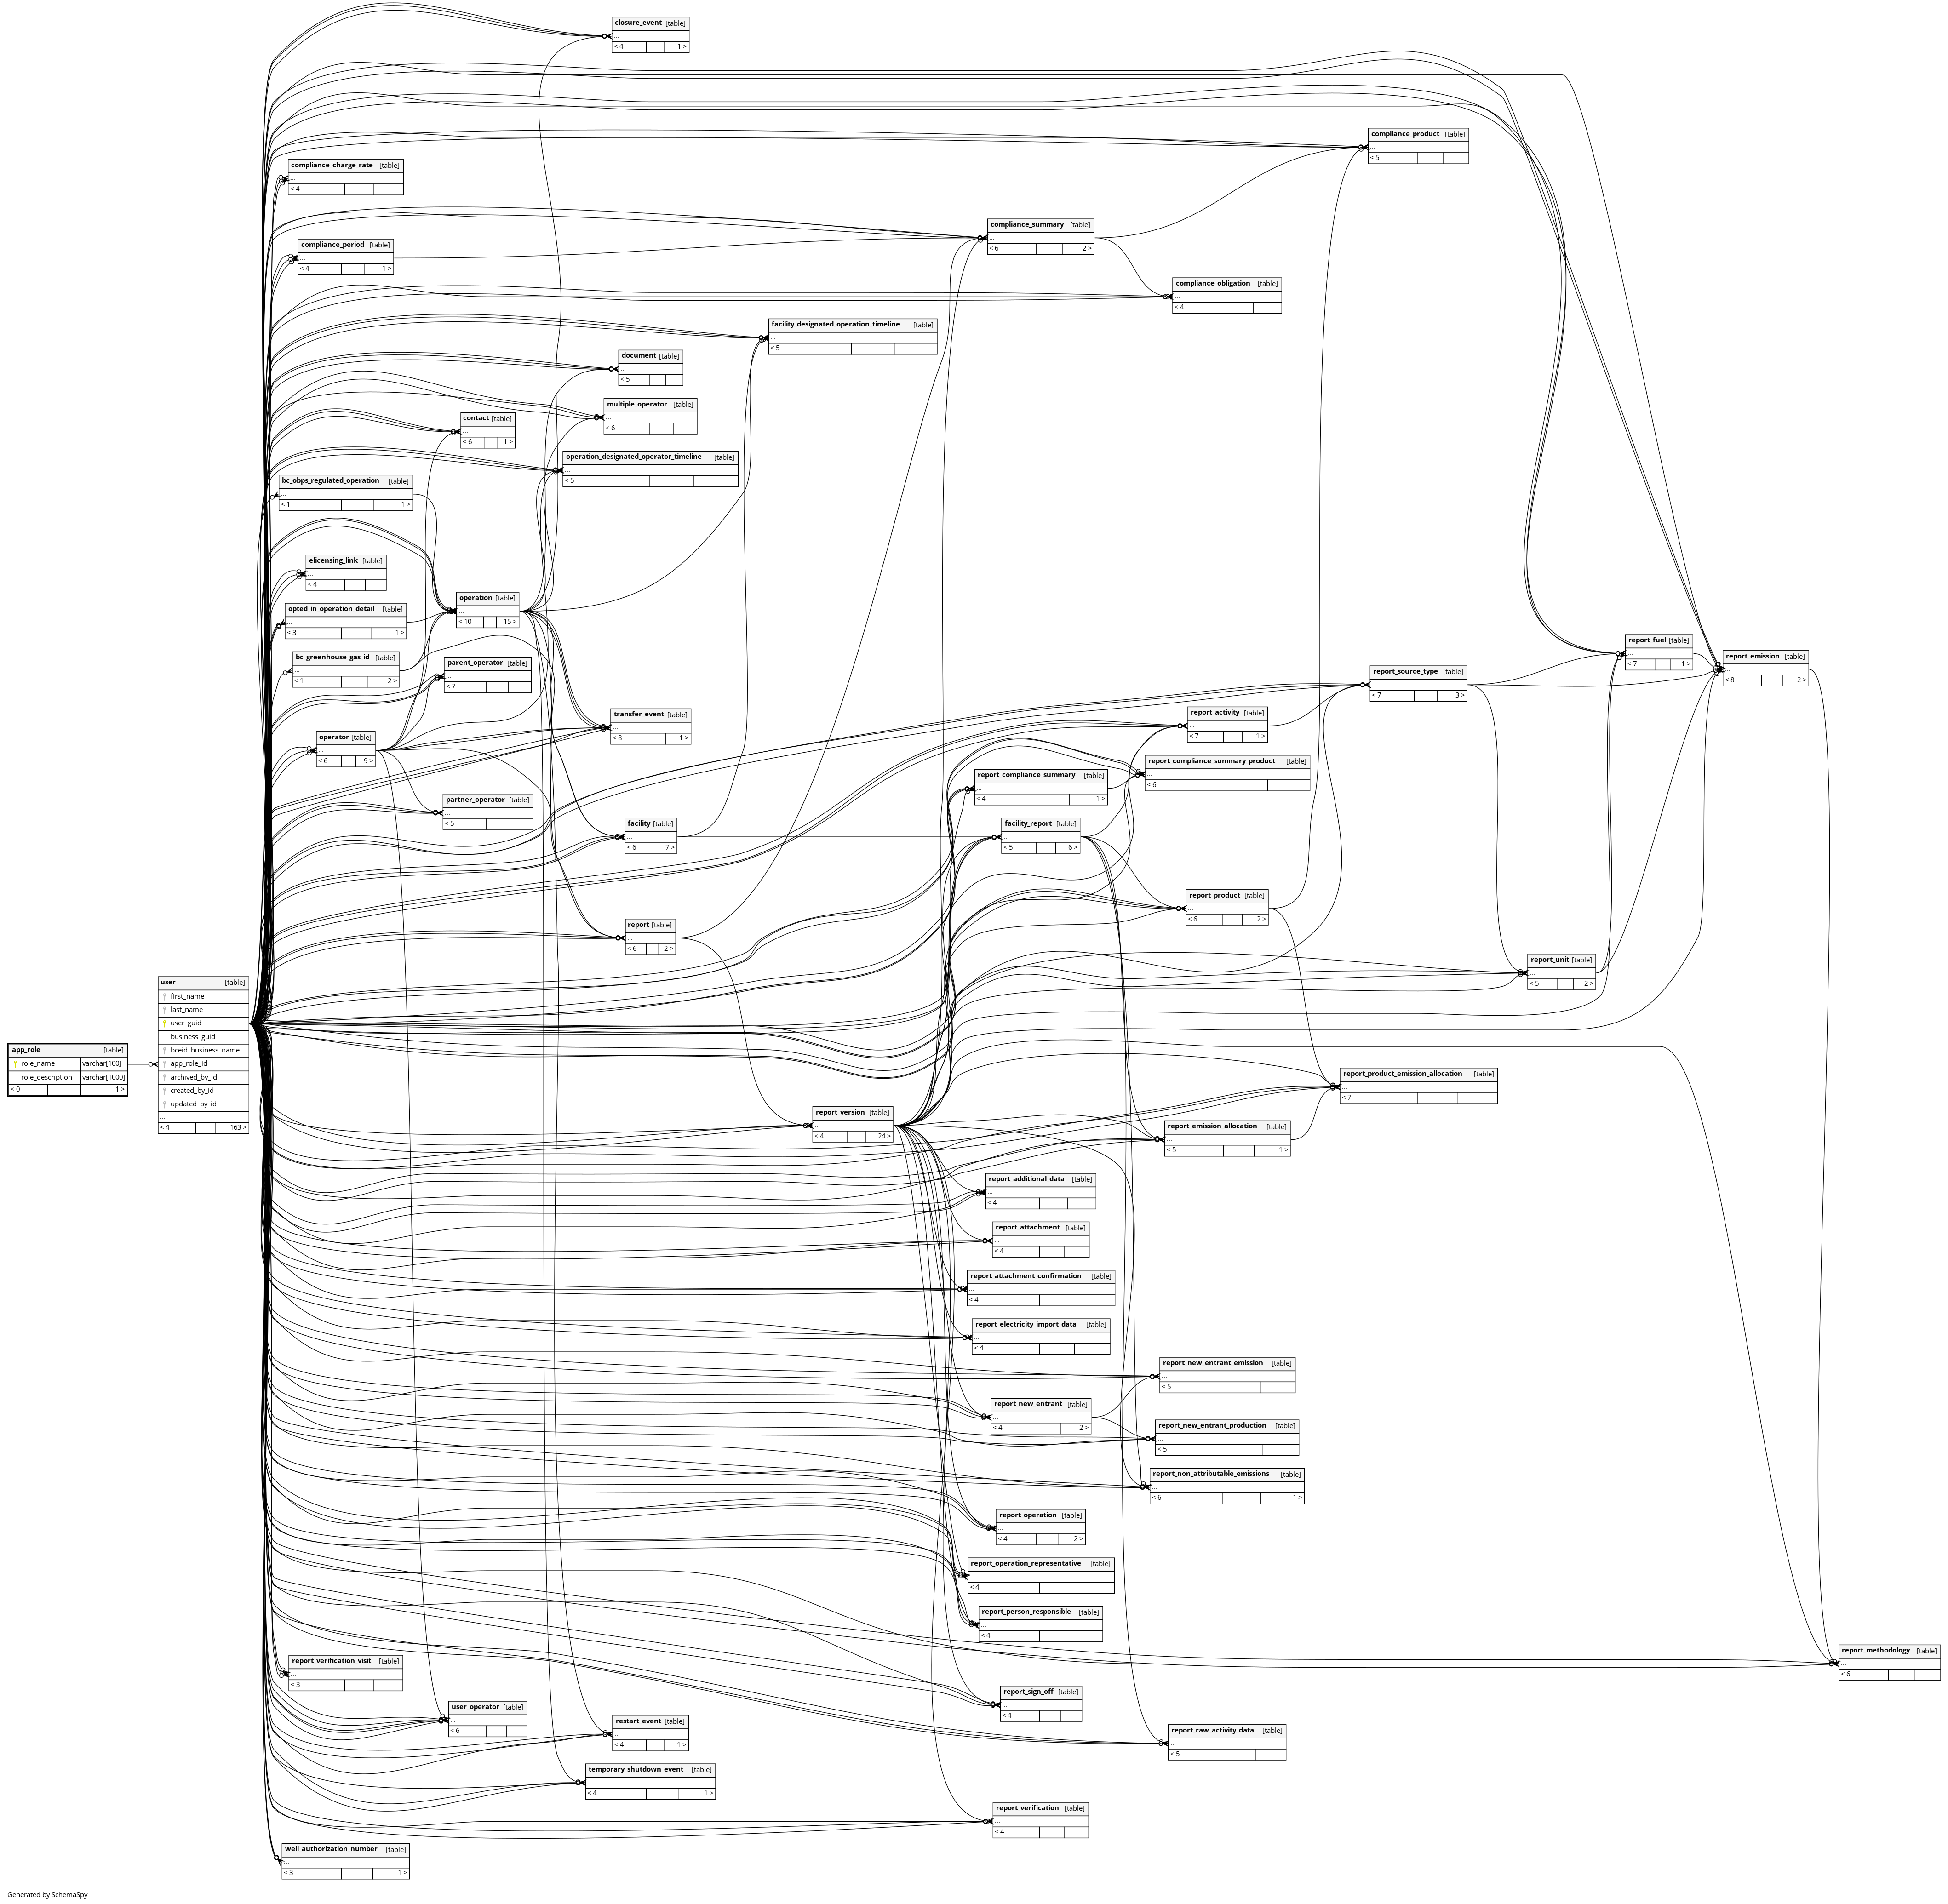 closure_event [table]
...
< 4 1 >
compliance_product [table]
...
< 5
compliance_charge_rate [table]
...
< 4
compliance_summary [table]
...
< 6 2 >
compliance_period [table]
...
< 4 1 >
compliance_obligation [table]
...
< 4
facility_designated_operation_timeline [table]
...
< 5
document [table]
...
< 5
multiple_operator [table]
...
< 6
contact [table]
...
< 6 1 >
operation_designated_operator_timeline [table]
...
< 5
bc_obps_regulated_operation [table]
...
< 1 1 >
elicensing_link [table]
...
< 4
operation [table]
...
< 10 15 >
opted_in_operation_detail [table]
...
< 3 1 >
bc_greenhouse_gas_id [table]
...
< 1 2 >
parent_operator [table]
...
< 7
report_fuel [table]
...
< 7 1 >
report_emission [table]
...
< 8 2 >
report_source_type [table]
...
< 7 3 >
transfer_event [table]
...
< 8 1 >
report_activity [table]
...
< 7 1 >
operator [table]
...
< 6 9 >
report_compliance_summary_product [table]
...
< 6
report_compliance_summary [table]
...
< 4 1 >
partner_operator [table]
...
< 5
facility [table]
...
< 6 7 >
facility_report [table]
...
< 5 6 >
report_product [table]
...
< 6 2 >
report [table]
...
< 6 2 >
report_unit [table]
...
< 5 2 >
user [table]
first_name
last_name
user_guid
business_guid
bceid_business_name
app_role_id
archived_by_id
created_by_id
updated_by_id
...
< 4 163 >
app_role [table]
role_name varchar[100]
role_description varchar[1000]
< 0 1 >
report_product_emission_allocation [table]
...
< 7
report_version [table]
...
< 4 24 >
report_emission_allocation [table]
...
< 5 1 >
report_additional_data [table]
...
< 4
report_attachment [table]
...
< 4
report_attachment_confirmation [table]
...
< 4
report_electricity_import_data [table]
...
< 4
report_new_entrant_emission [table]
...
< 5
report_new_entrant [table]
...
< 4 2 >
report_new_entrant_production [table]
...
< 5
report_non_attributable_emissions [table]
...
< 6 1 >
report_operation [table]
...
< 4 2 >
report_operation_representative [table]
...
< 4
report_person_responsible [table]
...
< 4
report_methodology [table]
...
< 6
report_verification_visit [table]
...
< 3
report_sign_off [table]
...
< 4
user_operator [table]
...
< 6
restart_event [table]
...
< 4 1 >
report_raw_activity_data [table]
...
< 5
temporary_shutdown_event [table]
...
< 4 1 >
report_verification [table]
...
< 4
well_authorization_number [table]
...
< 3 1 >
Generated by SchemaSpy